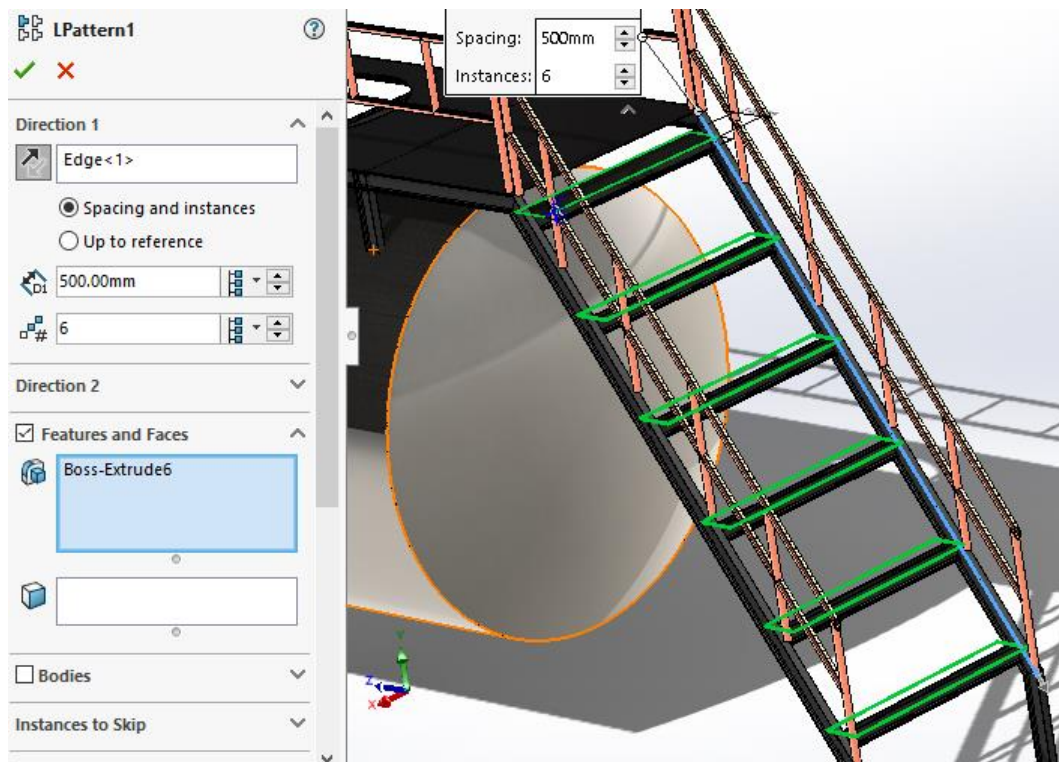 LPattern1
Direction 1
Edge<1>
Spacing and instances
Up to reference
D1
500.00mm
#
6
Direction 2
Features and Faces
Boss-Extrude6
Bodies
Instances to Skip
Spacing: 500mm
Instances: 6
Y
Z
X